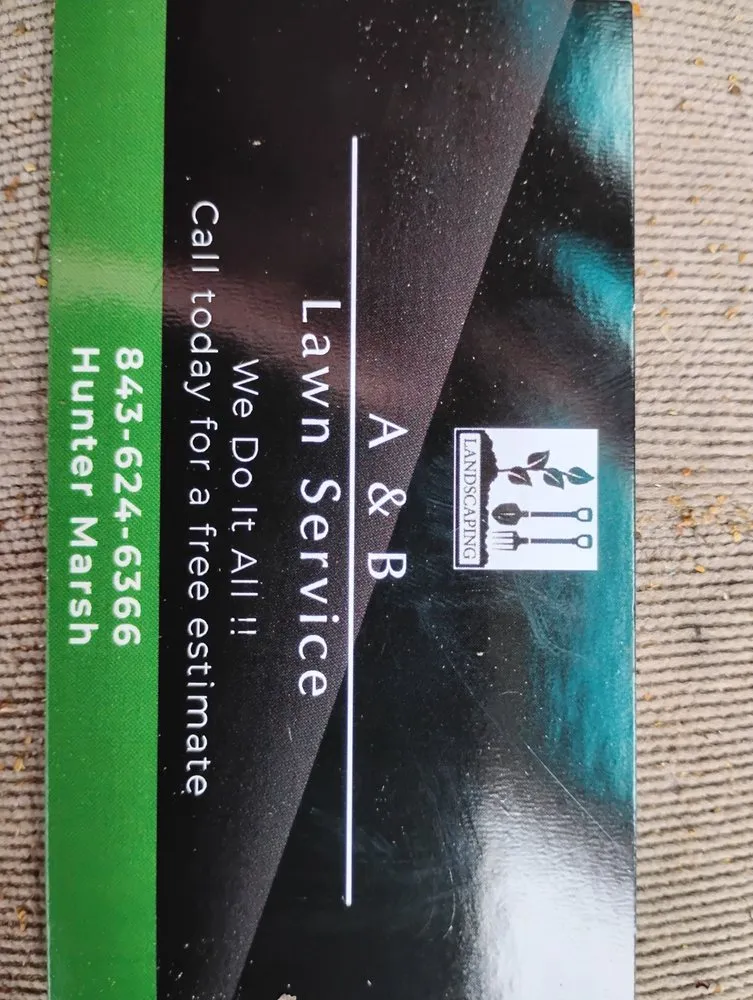 LANDSCAPING
A & B
Lawn Service
We Do It All !!
Call today for a free estimate
843-624-6366
Hunter Marsh